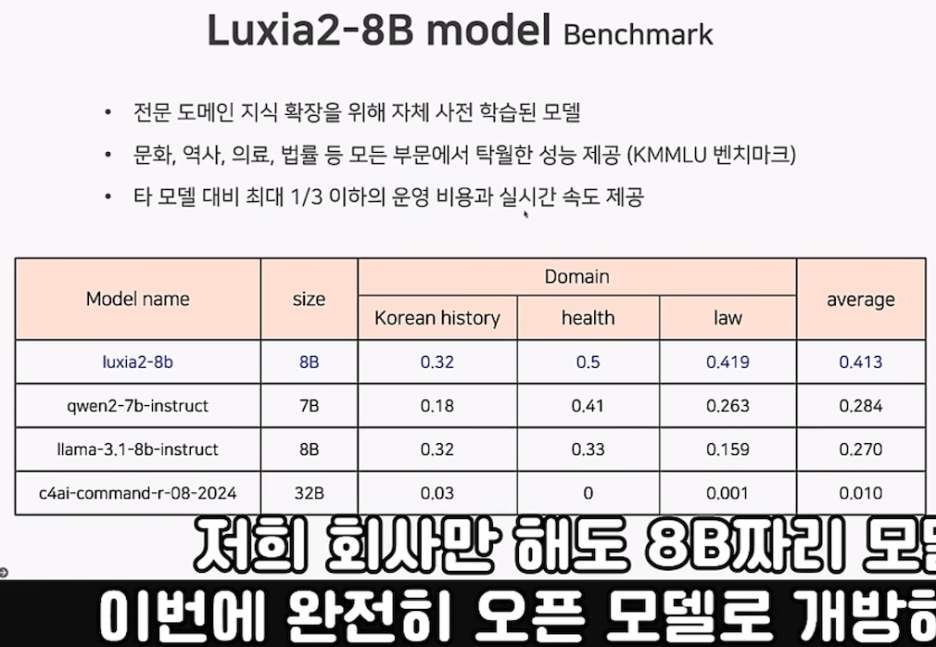 Luxia2-8B model Benchmark
• 전문 도메인 지식 확장을 위해 자체 사전 학습된 모델
• 문화, 역사, 의료, 법률 등 모든 부문에서 탁월한 성능 제공 (KMMLU 벤치마크)
• 타 모델 대비 최대 1/3 이하의 운영 비용과 실시간 속도 제공
Model name size Domain average
Korean history health law
luxia2-8b 8B 0.32 0.5 0.419 0.413
qwen2-7b-instruct 7B 0.18 0.41 0.263 0.284
llama-3.1-8b-instruct 8B 0.32 0.33 0.159 0.270
c4ai-command-r-08-2024 32B 0.03 0 0.001 0.010
저희 회사만 해도 8B짜리
이번에 완전히 오픈 모델로